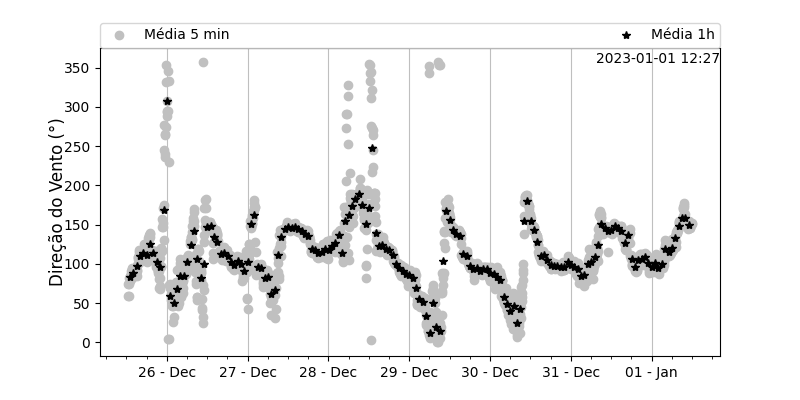 Média 5 min
Média 1h
2023-01-01 12:27
Direção do Vento (°)
350
300
250
200
150
100
50
0
26 - Dec
27 - Dec
28 - Dec
29 - Dec
30 - Dec
31 - Dec
01 - Jan